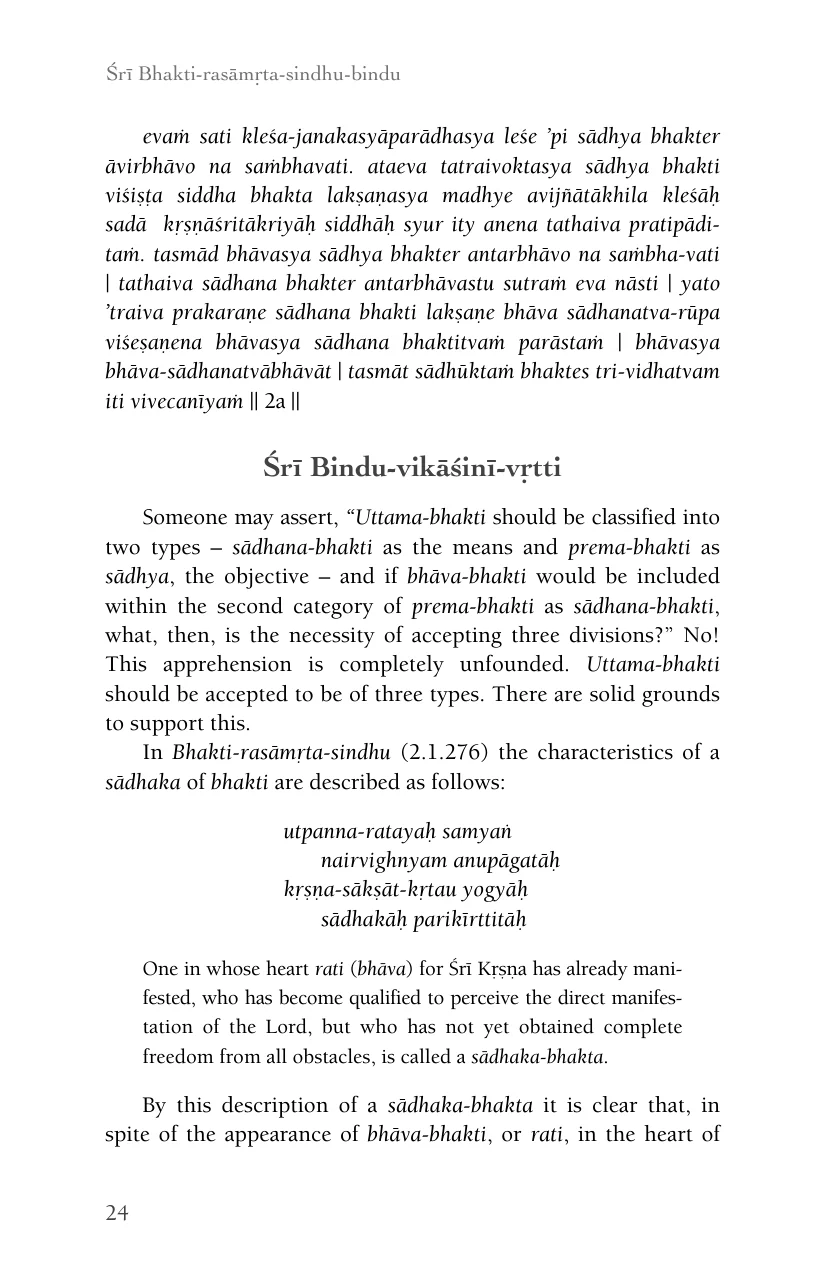 Śrī Bhakti-rasāmṛta-sindhu-bindu
evaṁ sati kleśa-janakasyāparādhasya leśe ’pi sādhya bhakter
āvirbhāvo na saṁbhavati. ataeva tatraivoktasya sādhya bhakti
viśiṣṭa siddha bhakta lakṣaṇasya madhye avijñātākhila kleśāḥ
sadā kṛṣṇāśritākriyāḥ siddhāḥ syur ity anena tathaiva pratipādi-
taṁ. tasmād bhāvasya sādhya bhakter antarbhāvo na saṁbha-vati
| tathaiva sādhana bhakter antarbhāvastu sutraṁ eva nāsti | yato
’traiva prakaraṇe sādhana bhakti lakṣaṇe bhāva sādhanatva-rūpa
viśeṣaṇena bhāvasya sādhana bhaktitvaṁ parāstaṁ | bhāvasya
bhāva-sādhanatvābhāvāt | tasmāt sādhūktaṁ bhaktes tri-vidhatvam
iti vivecanīyaṁ || 2a ||
Śrī Bindu-vikāśinī-vṛtti
Someone may assert, “Uttama-bhakti should be classified into
two types – sādhana-bhakti as the means and prema-bhakti as
sādhya, the objective – and if bhāva-bhakti would be included
within the second category of prema-bhakti as sādhana-bhakti,
what, then, is the necessity of accepting three divisions?” No!
This apprehension is completely unfounded. Uttama-bhakti
should be accepted to be of three types. There are solid grounds
to support this.
In Bhakti-rasāmṛta-sindhu (2.1.276) the characteristics of a
sādhaka of bhakti are described as follows:
utpanna-ratayaḥ samyaṅ
nairvighnyam anupāgatāḥ
kṛṣṇa-sākṣāt-kṛtau yogyāḥ
sādhakāḥ parikīrttitāḥ
One in whose heart rati (bhāva) for Śrī Kṛṣṇa has already mani-
fested, who has become qualified to perceive the direct manifes-
tation of the Lord, but who has not yet obtained complete
freedom from all obstacles, is called a sādhaka-bhakta.
By this description of a sādhaka-bhakta it is clear that, in
spite of the appearance of bhāva-bhakti, or rati, in the heart of
24